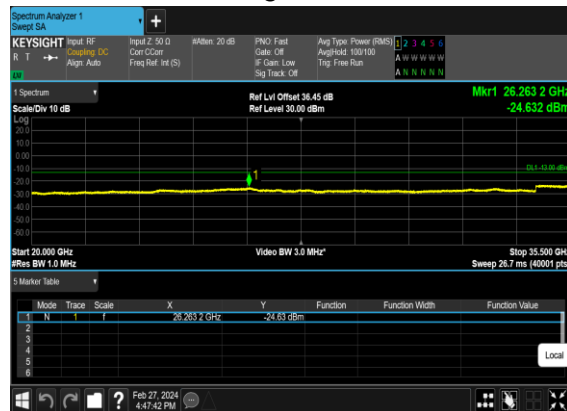 Spectrum Analyzer 1
Swept SA
+
KEYSIGHT Input: RF Input Z: 50 Ω #Atten: 20 dB PNO: Fast Avg Type: Power (RMS) 1 2 3 4 5 6
R T Coupling: DC Corr CCorr Gate: Off Avg|Hold: 100/100 A W W W W W
Align: Auto Freq Ref: Int (S) IF Gain: Low Trig: Free Run
Sig Track: Off A N N N N N
LXI
1 Spectrum Ref Lvl Offset 36.45 dB Mkr1 26.263 2 GHz
Scale/Div 10 dB Ref Level 30.00 dBm -24.632 dBm
Log
20.0
10.0
0.00
-10.0 DL1 -13.00 dBm
1
-20.0
-30.0
-40.0
-50.0
-60.0
Start 20.000 GHz Video BW 3.0 MHz* Stop 35.500 GHz
#Res BW 1.0 MHz Sweep 26.7 ms (40001 pts)
5 Marker Table
Mode Trace Scale X Y Function Function Width Function Value
1 N 1 f 26.263 2 GHz -24.63 dBm
2
3
4
5
6
Local
? Feb 27, 2024
4:47:42 PM